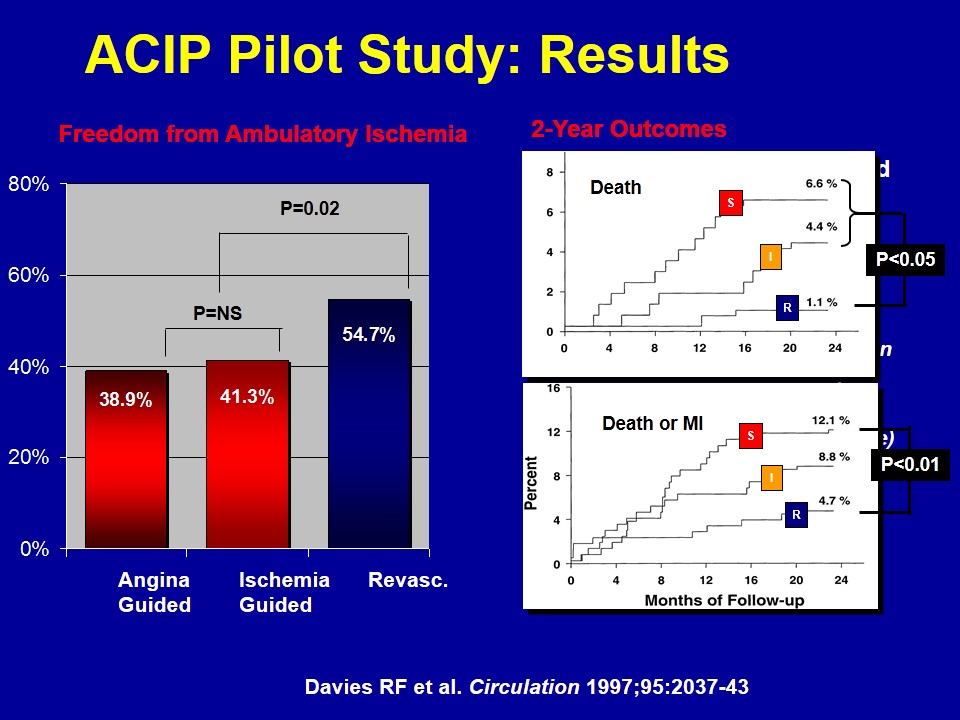 ACIP Pilot Study: Results
Freedom from Ambulatory Ischemia
80%
60%
40%
20%
0%
P=0.02
P=NS
38.9%
41.3%
54.7%
Angina
Guided
Ischemia
Guided
Revasc.
2-Year Outcomes
d
Death
8
6
4
2
0
S
I
R
6.6 %
4.4 %
1.1 %
P<0.05
0 4 8 12 16 20 24
n
Death or MI
Percent
16
12
8
4
0
S
I
R
12.1 %
8.8 %
4.7 %
e)
P<0.01
0 4 8 12 16 20 24
Months of Follow-up
Davies RF et al. Circulation 1997;95:2037-43